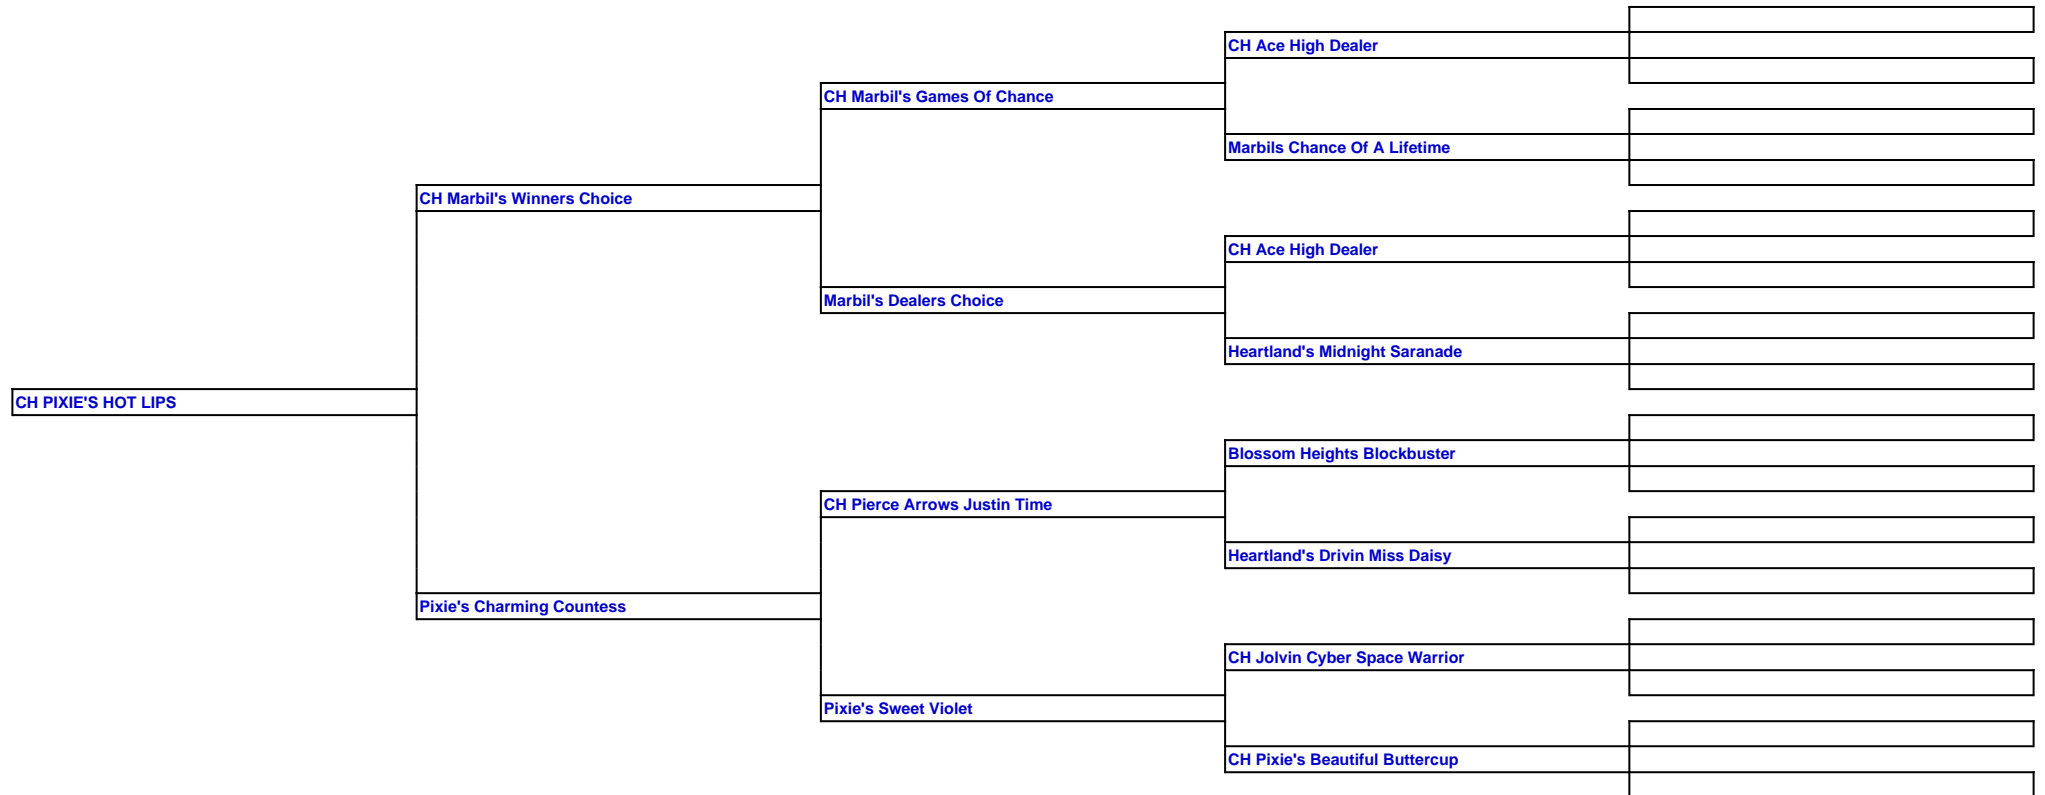 CH Ace High Dealer
CH Marbil's Games Of Chance
Marbils Chance Of A Lifetime
CH Marbil's Winners Choice
CH Ace High Dealer
Marbil's Dealers Choice
Heartland's Midnight Saranade
CH PIXIE'S HOT LIPS
Blossom Heights Blockbuster
CH Pierce Arrows Justin Time
Heartland's Drivin Miss Daisy
Pixie's Charming Countess
CH Jolvin Cyber Space Warrior
Pixie's Sweet Violet
CH Pixie's Beautiful Buttercup